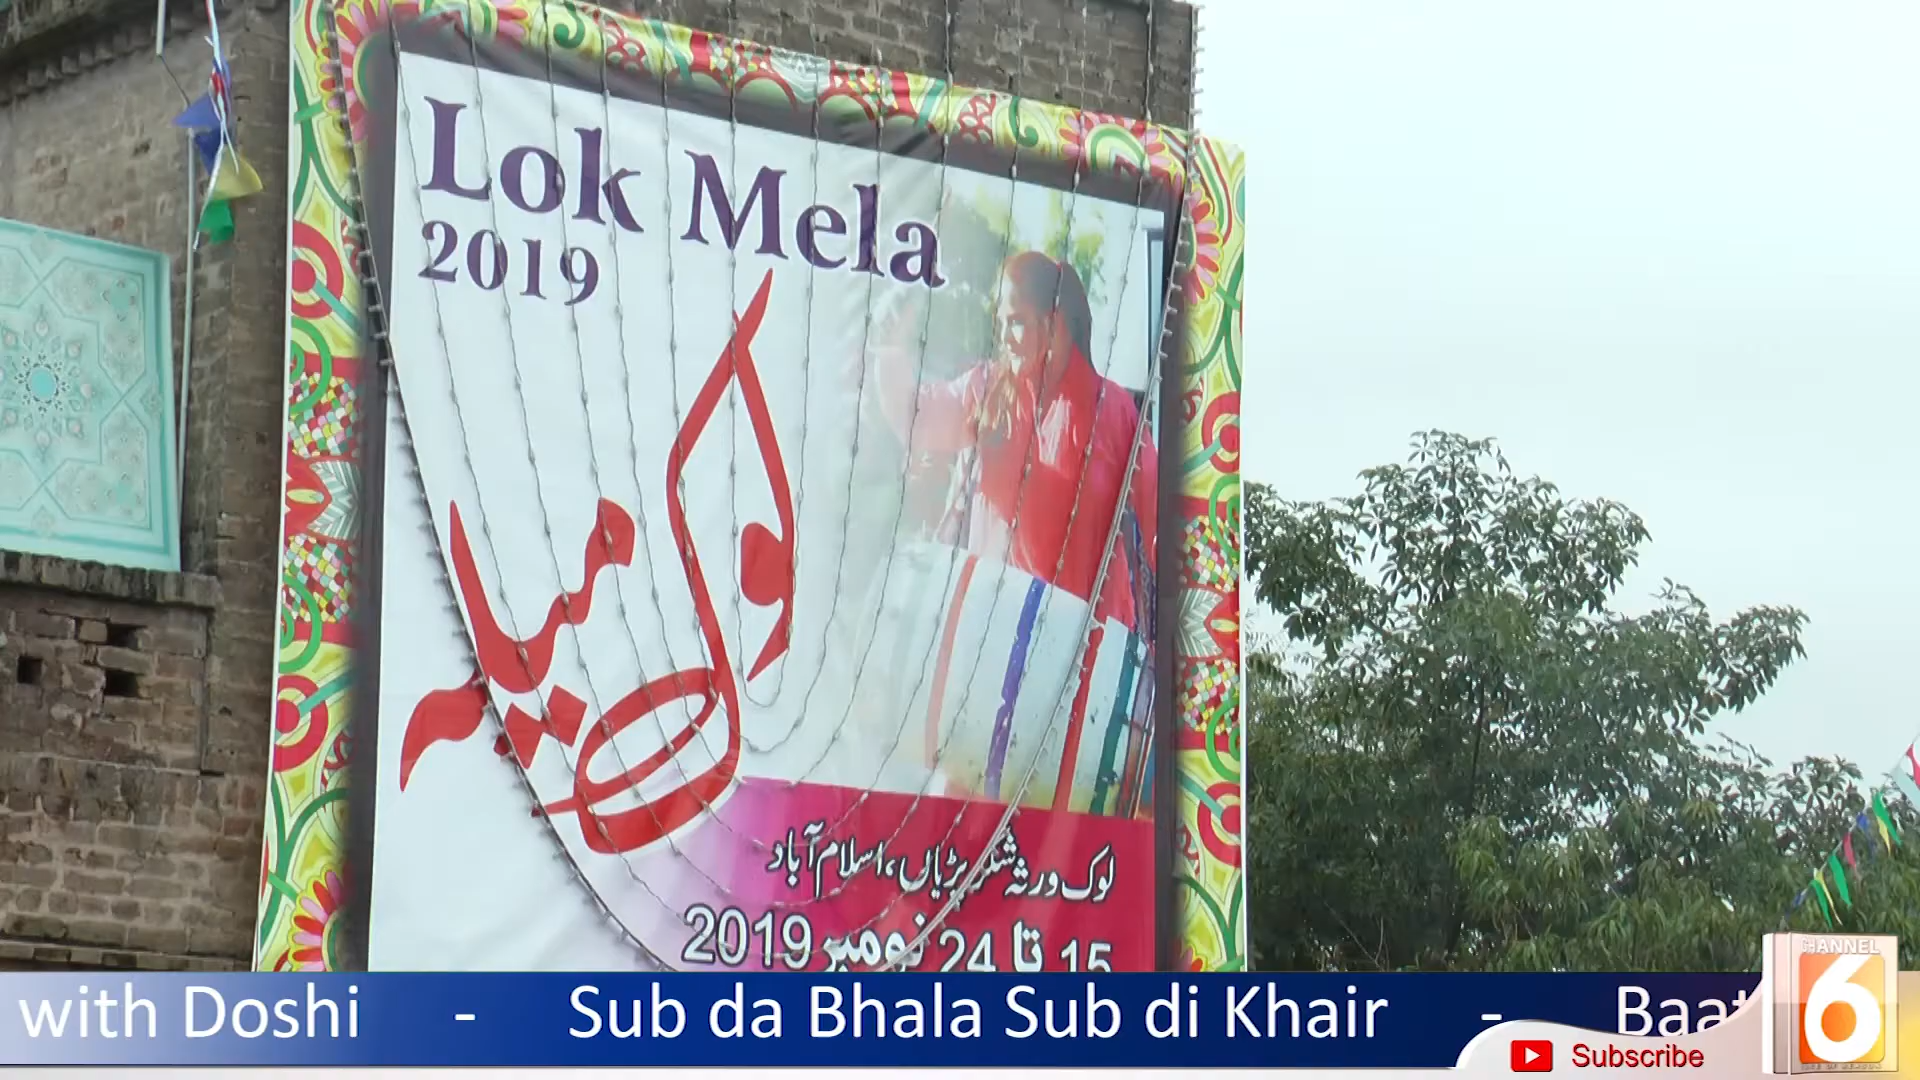 Lok Mela
2019
لوک میلہ
لوک ورثہ شکرپڑیاں، اسلام آباد
15 تا 24 نومبر 2019
with Doshi - Sub da Bhala Sub di Khair - Baat
CHANNEL
6
Subscribe